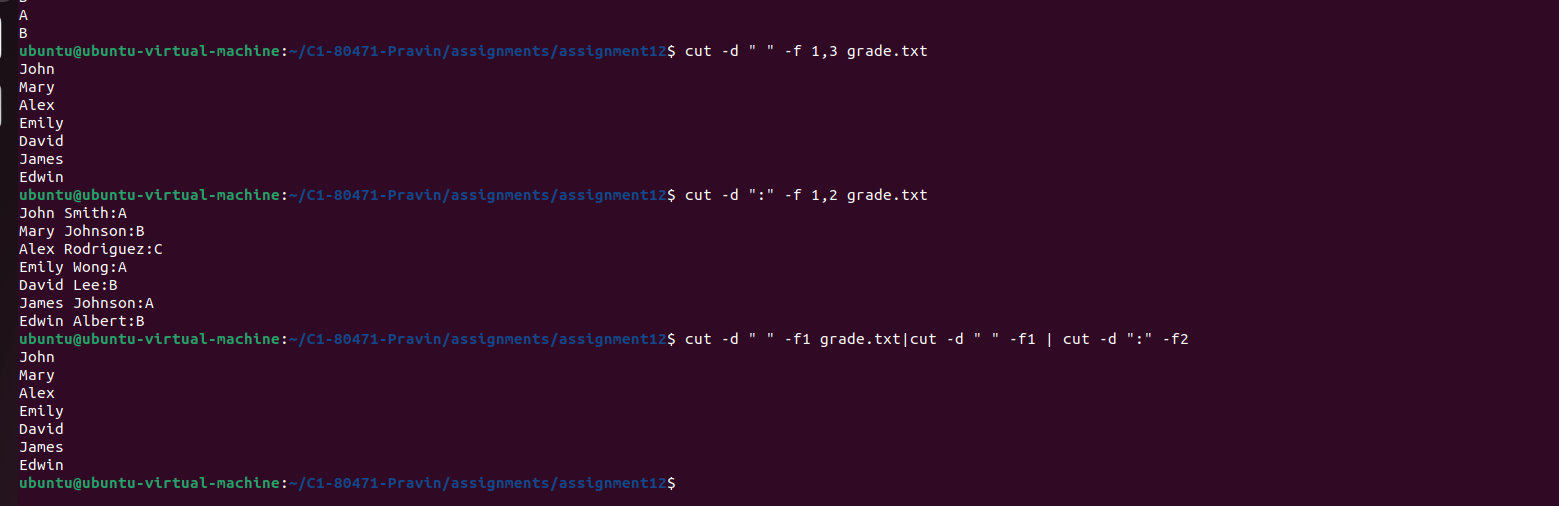 A
B
ubuntu@ubuntu-virtual-machine:~/C1-80471-Pravin/assignments/assignment12$ cut -d " " -f 1,3 grade.txt
John
Mary
Alex
Emily
David
James
Edwin
ubuntu@ubuntu-virtual-machine:~/C1-80471-Pravin/assignments/assignment12$ cut -d ":" -f 1,2 grade.txt
John Smith:A
Mary Johnson:B
Alex Rodriguez:C
Emily Wong:A
David Lee:B
James Johnson:A
Edwin Albert:B
ubuntu@ubuntu-virtual-machine:~/C1-80471-Pravin/assignments/assignment12$ cut -d " " -f1 grade.txt|cut -d " " -f1 | cut -d ":" -f2
John
Mary
Alex
Emily
David
James
Edwin
ubuntu@ubuntu-virtual-machine:~/C1-80471-Pravin/assignments/assignment12$